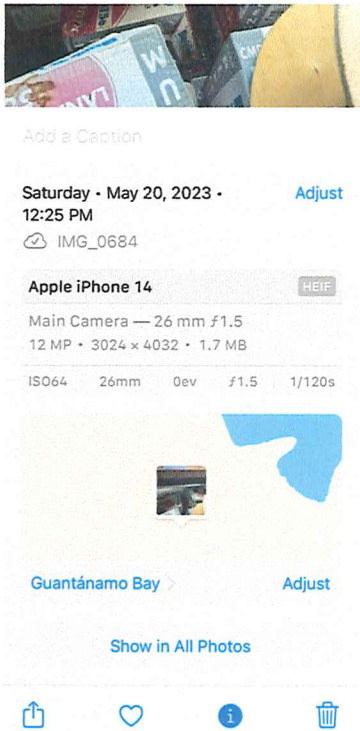 LAN
M
U
CMD
Add a Caption
Saturday • May 20, 2023 •
12:25 PM
Adjust
IMG_0684
Apple iPhone 14
HEIF
Main Camera — 26 mm ƒ1.5
12 MP • 3024 × 4032 • 1.7 MB
ISO64 26mm 0ev ƒ1.5 1/120s
Guantánamo Bay
Adjust
Show in All Photos